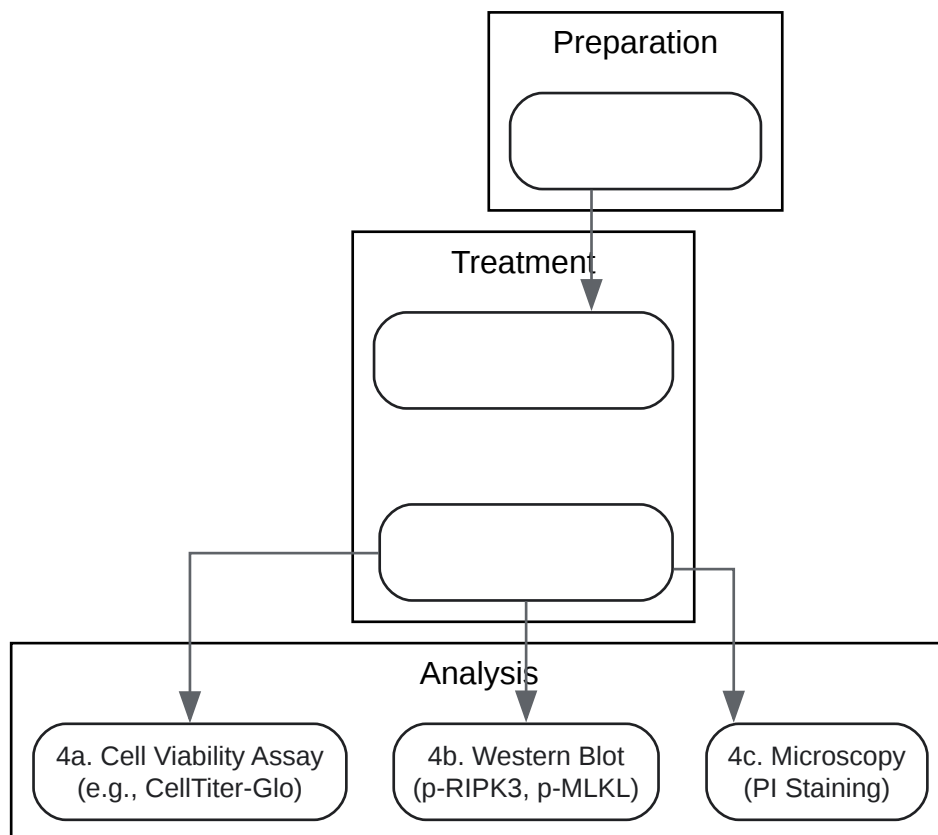 Preparation
Treatment
Analysis
4a. Cell Viability Assay
(e.g., CellTiter-Glo)
4b. Western Blot
(p-RIPK3, p-MLKL)
4c. Microscopy
(PI Staining)